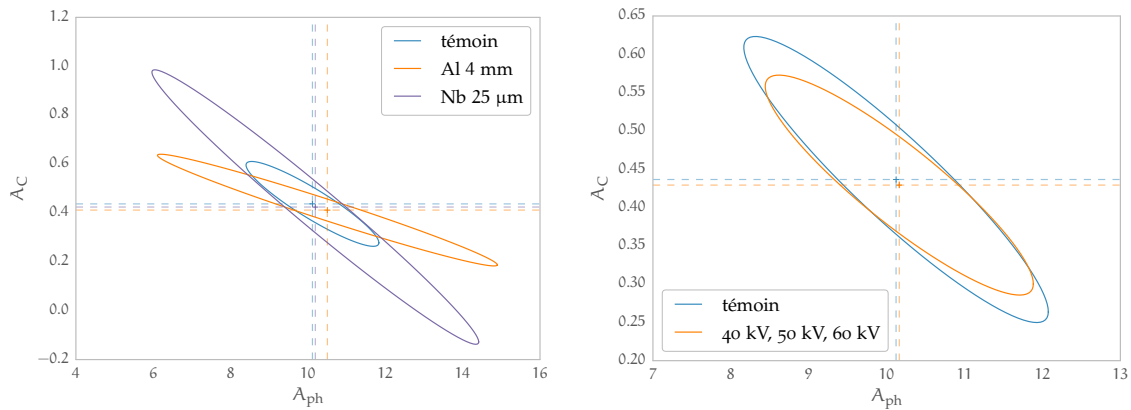 1.2
1.0
0.8
0.6
0.4
0.2
0.0
−0.2
A_C
4 6 8 10 12 14 16
A_ph
témoin
Al 4 mm
Nb 25 µm
0.65
0.60
0.55
0.50
0.45
0.40
0.35
0.30
0.25
0.20
A_C
7 8 9 10 11 12 13
A_ph
témoin
40 kV, 50 kV, 60 kV